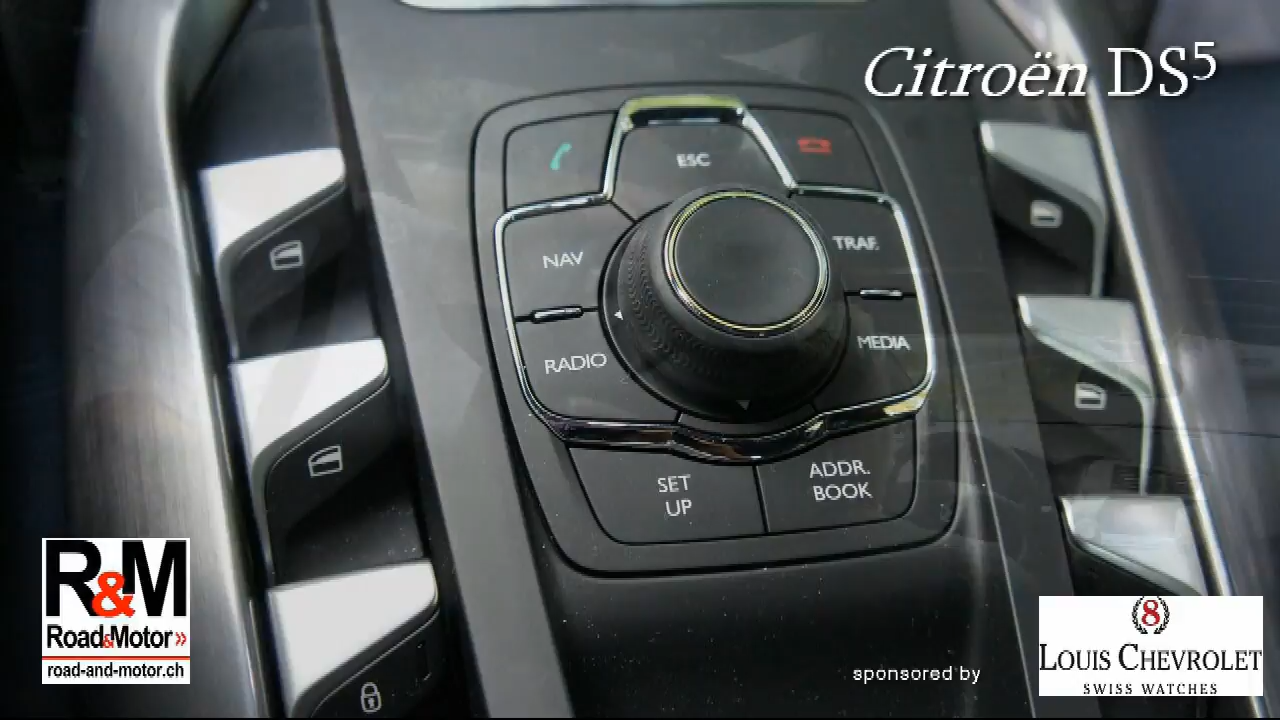 Citroën DS5
ESC
NAV
TRAF.
RADIO
MEDIA
SET
UP
ADDR.
BOOK
R&M
Road&Motor»
road-and-motor.ch
sponsored by
8
LOUIS CHEVROLET
SWISS WATCHES